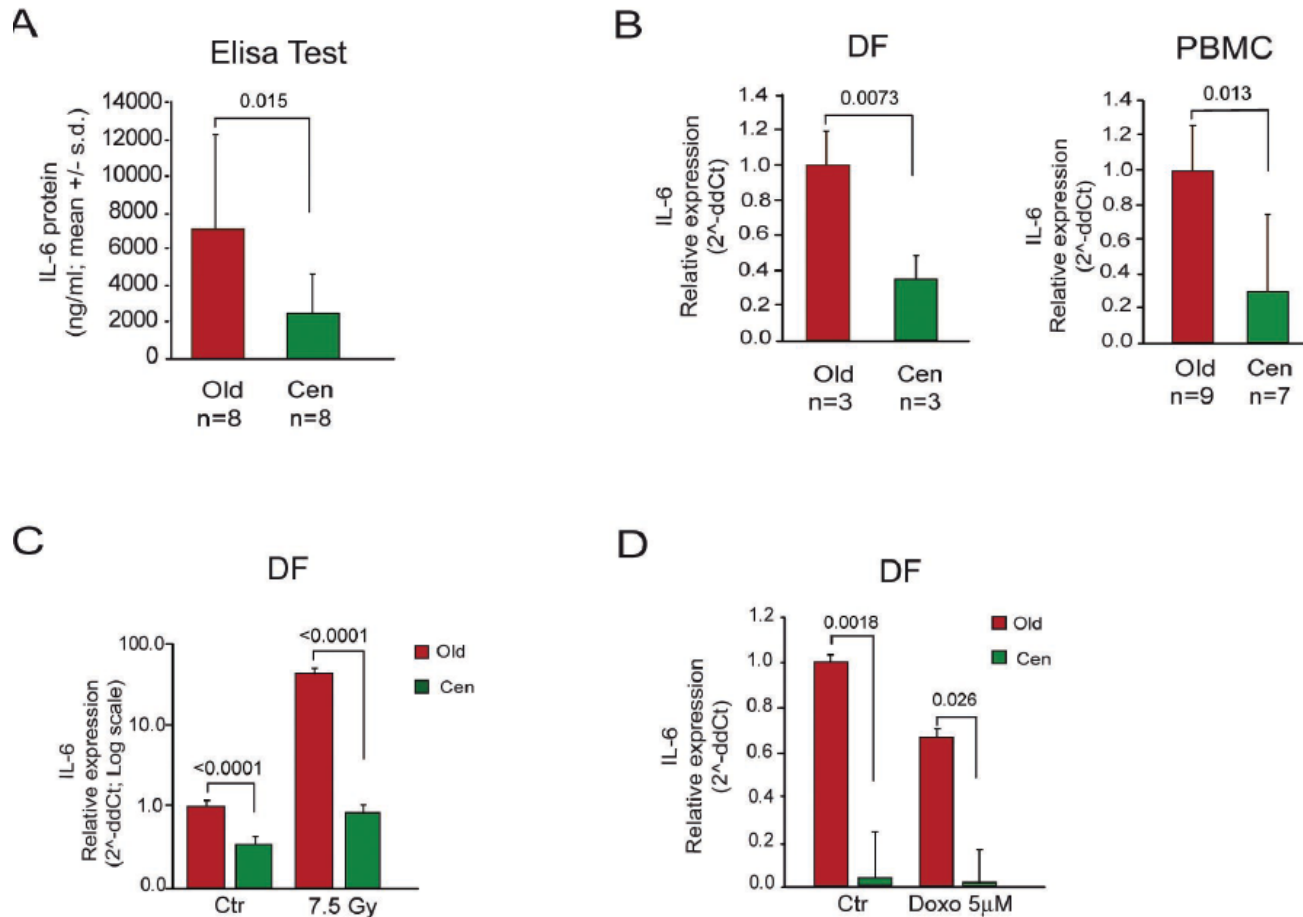 A
Elisa Test
0.015
14000
12000
10000
8000
7000
6000
4000
2000
0
IL-6 protein
(ng/ml; mean +/- s.d.)
Old
n=8
Cen
n=8
B
DF
0.0073
1.4
1.2
1.0
0.8
0.6
0.4
0.2
0.0
IL-6
Relative expression
(2^-ddCt)
Old
n=3
Cen
n=3
PBMC
0.013
1.4
1.2
1.0
0.8
0.6
0.4
0.2
0.0
IL-6
Relative expression
(2^-ddCt)
Old
n=9
Cen
n=7
C
DF
<0.0001
<0.0001
100.0
10.0
1.0
0.0
IL-6
Relative expression
(2^-ddCt; Log scale)
Ctr
7.5 Gy
Old
Cen
D
DF
0.0018
0.026
1.2
1.0
0.6
0.4
0.2
0.0
IL-6
Relative expression
(2^-ddCt)
Ctr
Doxo 5µM
Old
Cen